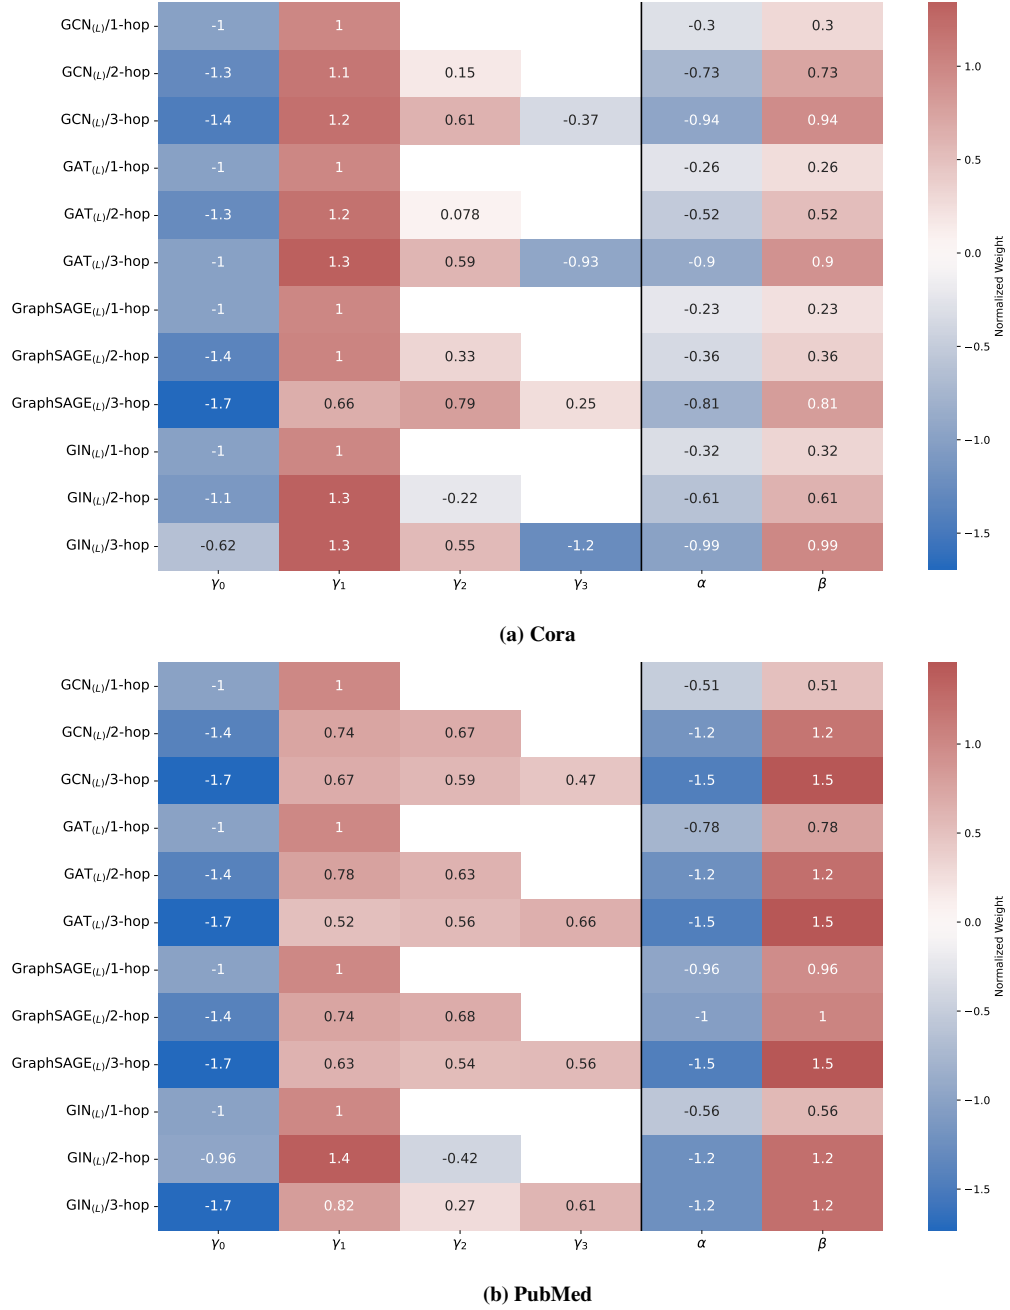 GCN(L)/1-hop -1 1 -0.3 0.3
GCN(L)/2-hop -1.3 1.1 0.15 -0.73 0.73
GCN(L)/3-hop -1.4 1.2 0.61 -0.37 -0.94 0.94
GAT(L)/1-hop -1 1 -0.26 0.26
GAT(L)/2-hop -1.3 1.2 0.078 -0.52 0.52
GAT(L)/3-hop -1 1.3 0.59 -0.93 -0.9 0.9
GraphSAGE(L)/1-hop -1 1 -0.23 0.23
GraphSAGE(L)/2-hop -1.4 1 0.33 -0.36 0.36
GraphSAGE(L)/3-hop -1.7 0.66 0.79 0.25 -0.81 0.81
GIN(L)/1-hop -1 1 -0.32 0.32
GIN(L)/2-hop -1.1 1.3 -0.22 -0.61 0.61
GIN(L)/3-hop -0.62 1.3 0.55 -1.2 -0.99 0.99
γ0 γ1 γ2 γ3 α β
1.0
0.5
0.0
−0.5
−1.0
−1.5
Normalized Weight
(a) Cora
GCN(L)/1-hop -1 1 -0.51 0.51
GCN(L)/2-hop -1.4 0.74 0.67 -1.2 1.2
GCN(L)/3-hop -1.7 0.67 0.59 0.47 -1.5 1.5
GAT(L)/1-hop -1 1 -0.78 0.78
GAT(L)/2-hop -1.4 0.78 0.63 -1.2 1.2
GAT(L)/3-hop -1.7 0.52 0.56 0.66 -1.5 1.5
GraphSAGE(L)/1-hop -1 1 -0.96 0.96
GraphSAGE(L)/2-hop -1.4 0.74 0.68 -1 1
GraphSAGE(L)/3-hop -1.7 0.63 0.54 0.56 -1.5 1.5
GIN(L)/1-hop -1 1 -0.56 0.56
GIN(L)/2-hop -0.96 1.4 -0.42 -1.2 1.2
GIN(L)/3-hop -1.7 0.82 0.27 0.61 -1.2 1.2
γ0 γ1 γ2 γ3 α β
1.0
0.5
0.0
−0.5
−1.0
−1.5
Normalized Weight
(b) PubMed